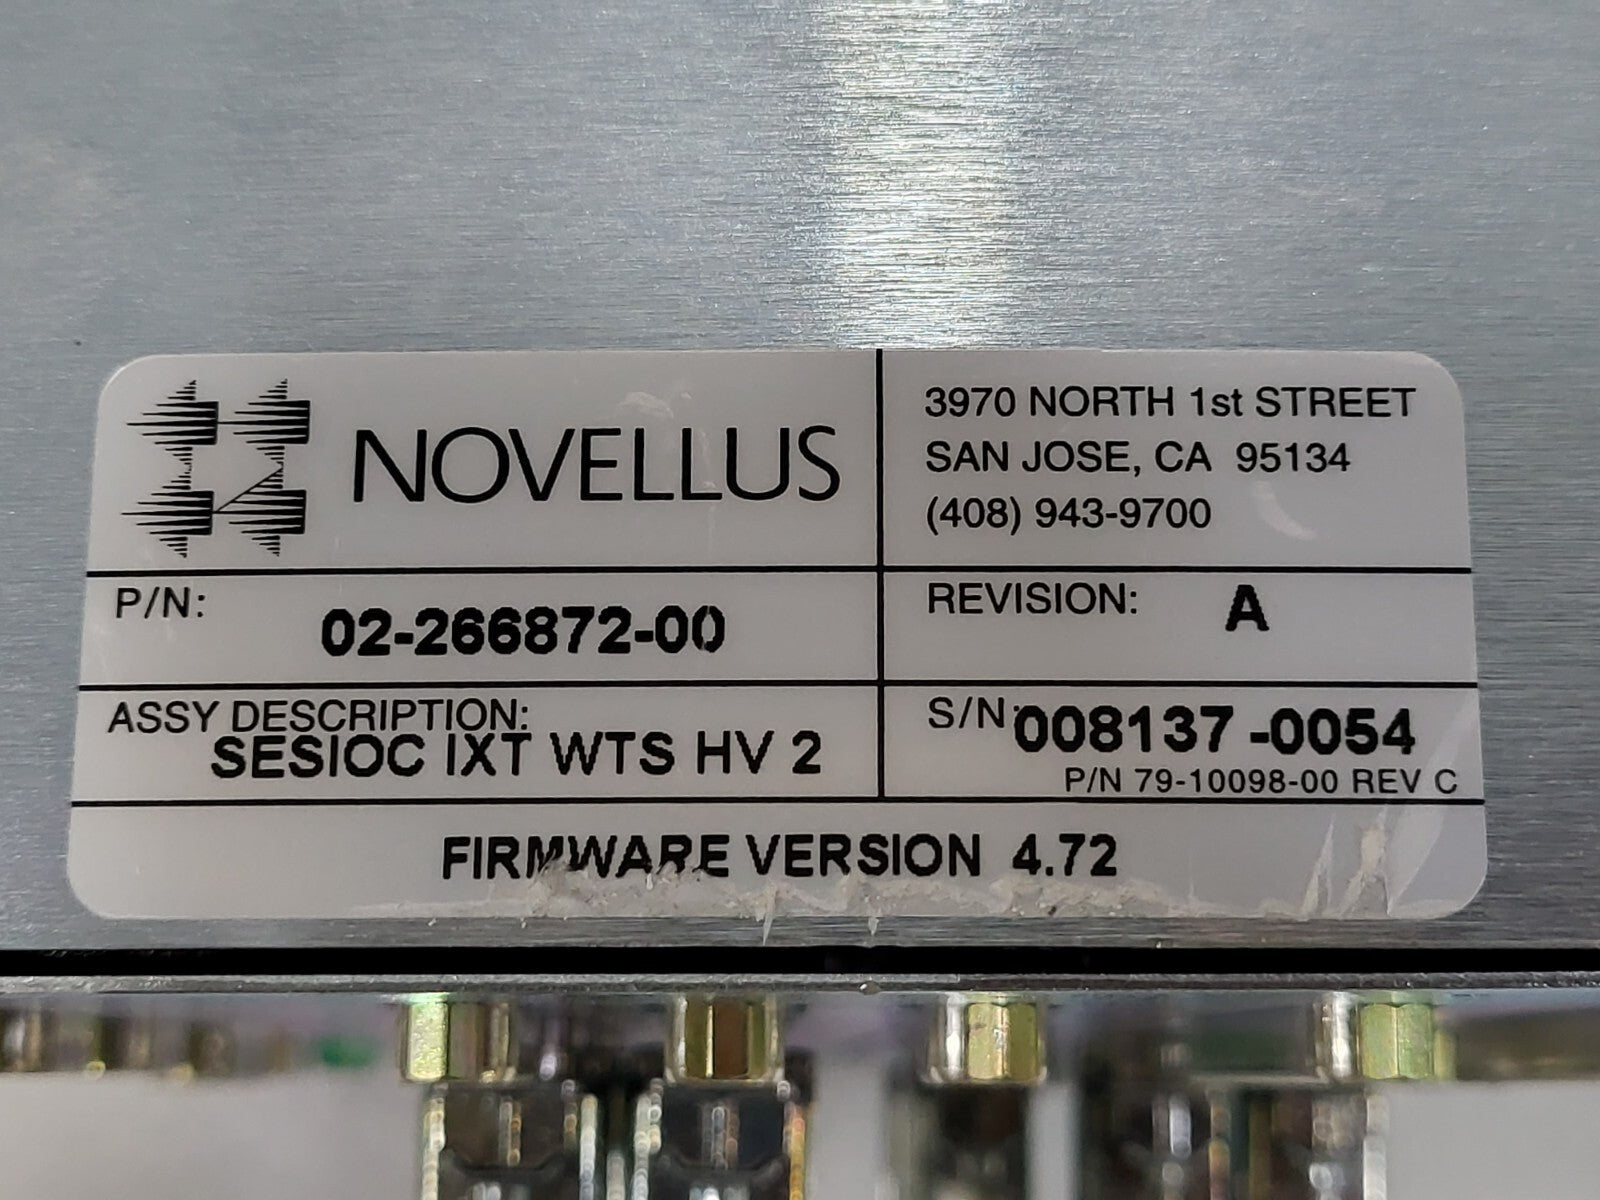 NOVELLUS
3970 NORTH 1st STREET
SAN JOSE, CA 95134
(408) 943-9700
P/N: 02-266872-00
REVISION: A
ASSY DESCRIPTION:
SESIOC IXT WTS HV 2
S/N: 008137-0054
P/N 79-10098-00 REV C
FIRMWARE VERSION 4.72